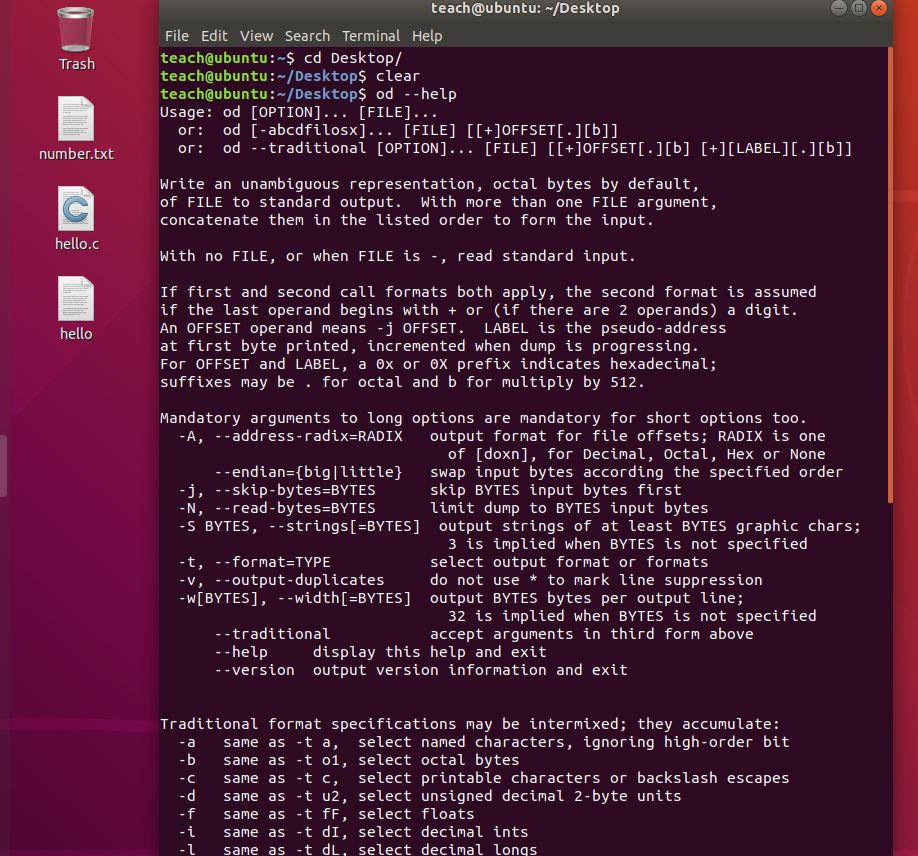 teach@ubuntu: ~/Desktop
File Edit View Search Terminal Help
Trash
number.txt
hello.c
hello
teach@ubuntu:~$ cd Desktop/
teach@ubuntu:~/Desktop$ clear
teach@ubuntu:~/Desktop$ od --help
Usage: od [OPTION]... [FILE]...
  or:  od [-abcdfilosx]... [FILE] [[+]OFFSET[.][b]]
  or:  od --traditional [OPTION]... [FILE] [[+]OFFSET[.][b] [+][LABEL][.][b]]

Write an unambiguous representation, octal bytes by default,
of FILE to standard output.  With more than one FILE argument,
concatenate them in the listed order to form the input.

With no FILE, or when FILE is -, read standard input.

If first and second call formats both apply, the second format is assumed
if the last operand begins with + or (if there are 2 operands) a digit.
An OFFSET operand means -j OFFSET.  LABEL is the pseudo-address
at first byte printed, incremented when dump is progressing.
For OFFSET and LABEL, a 0x or 0X prefix indicates hexadecimal;
suffixes may be . for octal and b for multiply by 512.

Mandatory arguments to long options are mandatory for short options too.
  -A, --address-radix=RADIX   output format for file offsets; RADIX is one
                                of [doxn], for Decimal, Octal, Hex or None
      --endian={big|little}   swap input bytes according the specified order
  -j, --skip-bytes=BYTES      skip BYTES input bytes first
  -N, --read-bytes=BYTES      limit dump to BYTES input bytes
  -S BYTES, --strings[=BYTES]  output strings of at least BYTES graphic chars;
                                3 is implied when BYTES is not specified
  -t, --format=TYPE           select output format or formats
  -v, --output-duplicates     do not use * to mark line suppression
  -w[BYTES], --width[=BYTES]  output BYTES bytes per output line;
                                32 is implied when BYTES is not specified
      --traditional           accept arguments in third form above
      --help     display this help and exit
      --version  output version information and exit

Traditional format specifications may be intermixed; they accumulate:
  -a   same as -t a,  select named characters, ignoring high-order bit
  -b   same as -t o1, select octal bytes
  -c   same as -t c,  select printable characters or backslash escapes
  -d   same as -t u2, select unsigned decimal 2-byte units
  -f   same as -t fF, select floats
  -i   same as -t dI, select decimal ints
  -l   same as -t dL, select decimal longs